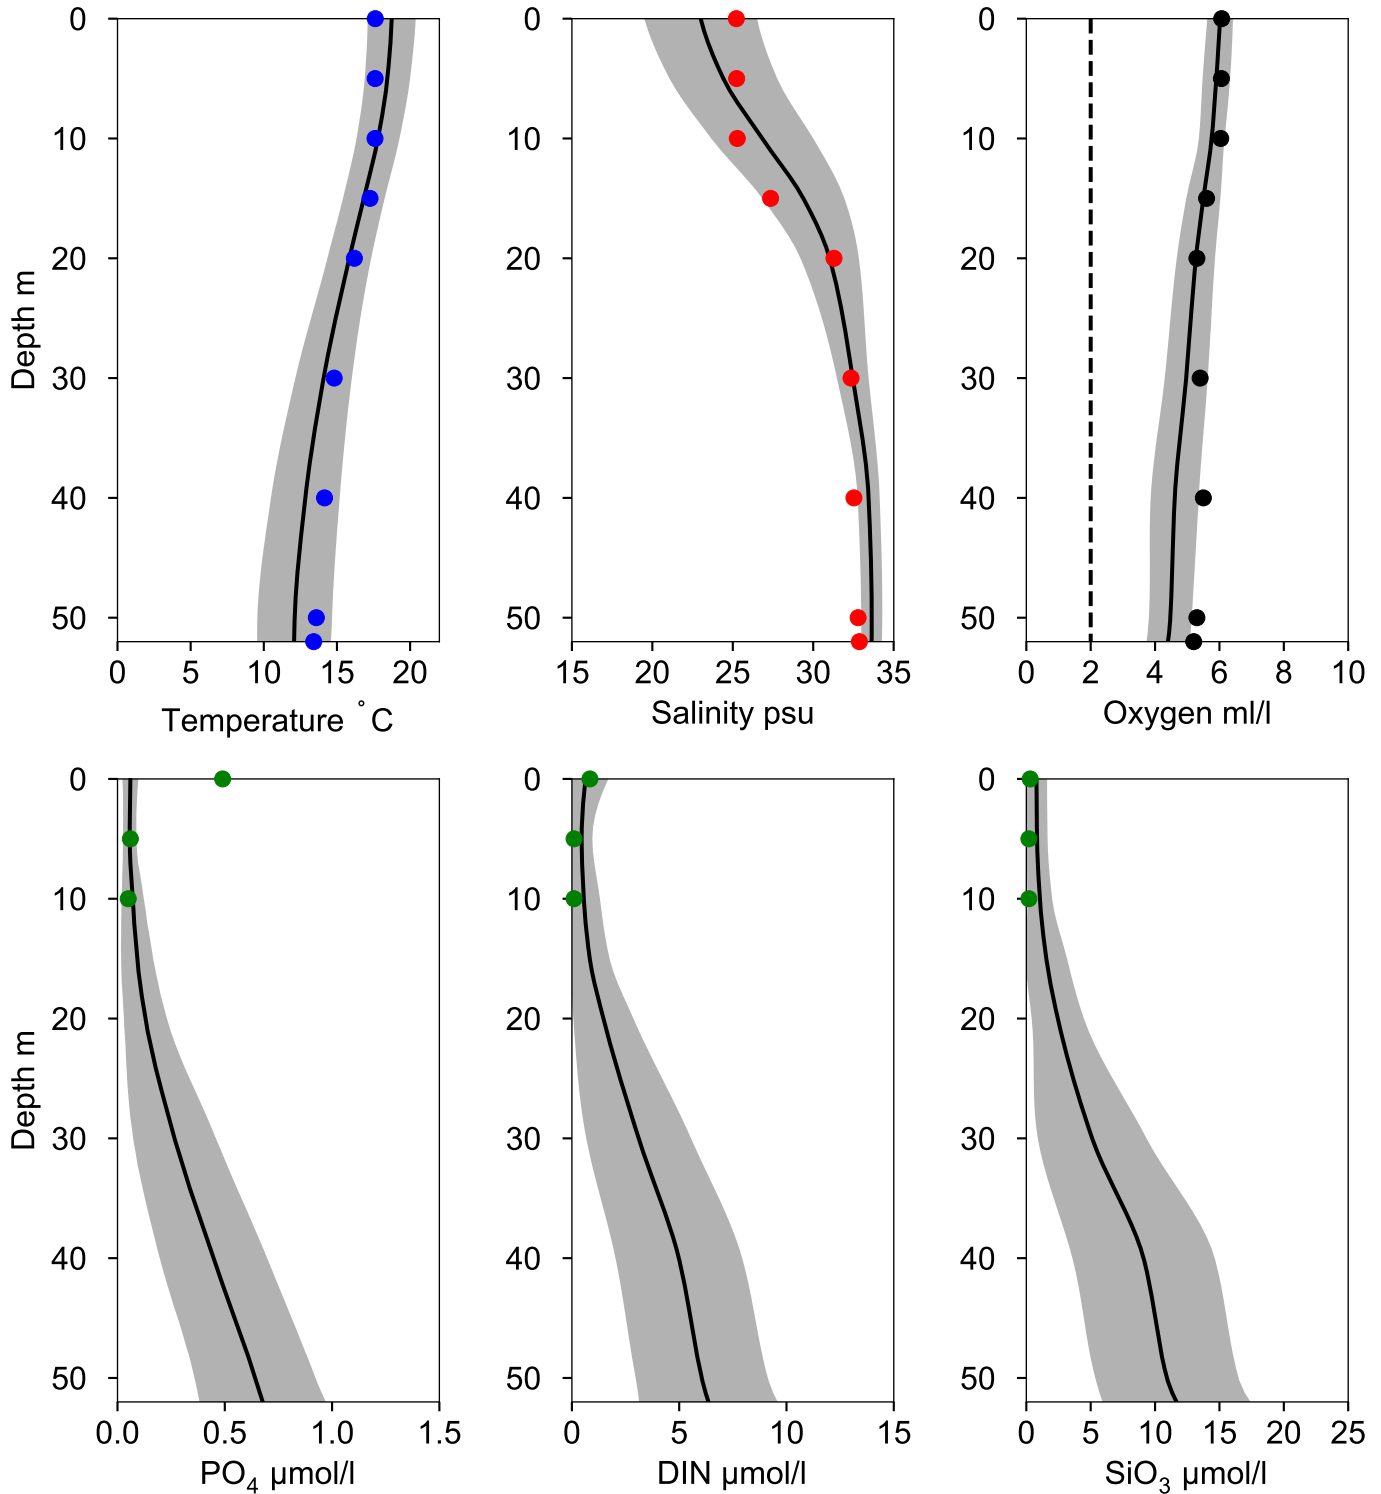 0
10
20
30
40
50
Depth m
0 5 10 15 20
Temperature °C
0
10
20
30
40
50
15 20 25 30 35
Salinity psu
0
10
20
30
40
50
0 2 4 6 8 10
Oxygen ml/l
0
10
20
30
40
50
Depth m
0.0 0.5 1.0 1.5
PO4 µmol/l
0
10
20
30
40
50
0 5 10 15
DIN µmol/l
0
10
20
30
40
50
0 5 10 15 20 25
SiO3 µmol/l